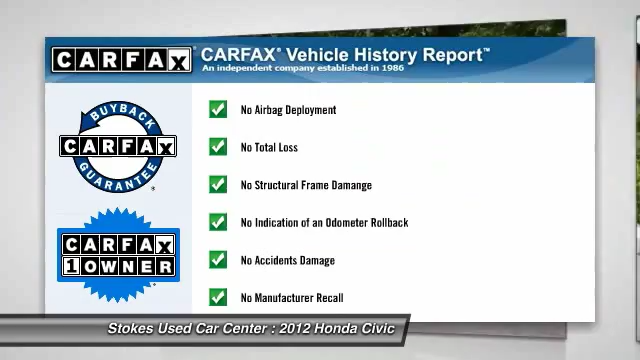 CARFAX
CARFAX® Vehicle History Report™
An independent company established in 1986
BUYBACK
CARFAX
GUARANTEE
CARFAX
1 OWNER
No Airbag Deployment
No Total Loss
No Structural Frame Damange
No Indication of an Odometer Rollback
No Accidents Damage
No Manufacturer Recall
Stokes Used Car Center : 2012 Honda Civic